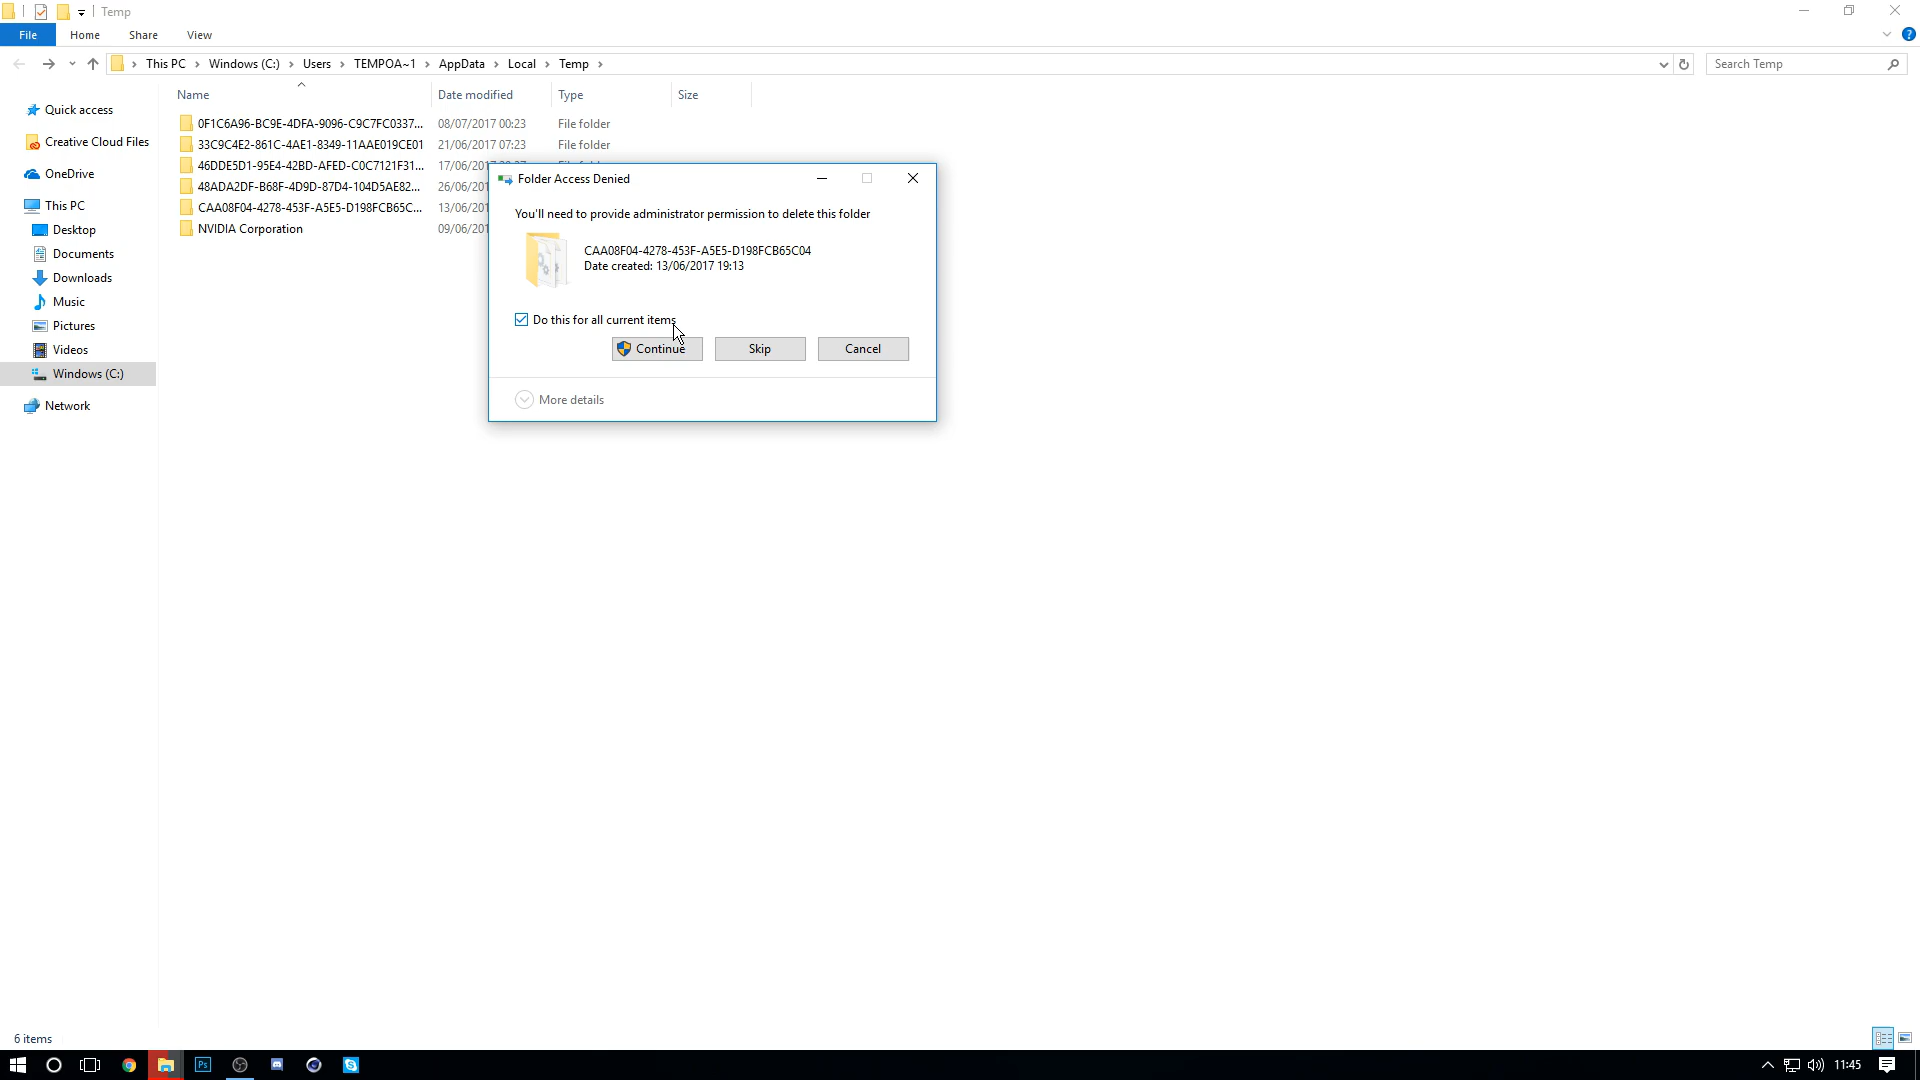 Temp
File Home Share View
This PC Windows (C:) Users TEMPOA~1 AppData Local Temp
Search Temp
Name Date modified Type Size
Quick access
Creative Cloud Files
OneDrive
This PC
Desktop
Documents
Downloads
Music
Pictures
Videos
Windows (C:)
Network
0F1C6A96-BC9E-4DFA-9096-C9C7FC0337... 08/07/2017 00:23 File folder
33C9C4E2-861C-4AE1-8349-11AAE019CE01 21/06/2017 07:23 File folder
46DDE5D1-95E4-42BD-AFED-C0C7121F31... 17/06/201
48ADA2DF-B68F-4D9D-87D4-104D5AE82... 26/06/201
CAA08F04-4278-453F-A5E5-D198FCB65C... 13/06/201
NVIDIA Corporation 09/06/201
Folder Access Denied
You'll need to provide administrator permission to delete this folder
CAA08F04-4278-453F-A5E5-D198FCB65C04
Date created: 13/06/2017 19:13
Do this for all current items
Continue Skip Cancel
More details
6 items
Ps
11:45